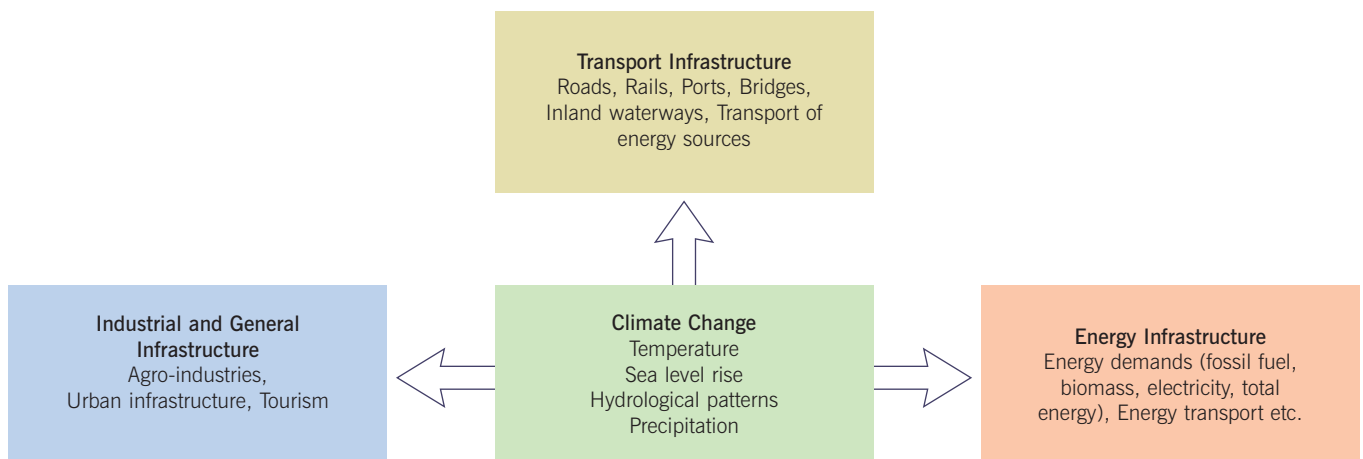 Transport Infrastructure
Roads, Rails, Ports, Bridges,
Inland waterways, Transport of
energy sources
Industrial and General
Infrastructure
Agro-industries,
Urban infrastructure, Tourism
Climate Change
Temperature
Sea level rise
Hydrological patterns
Precipitation
Energy Infrastructure
Energy demands (fossil fuel,
biomass, electricity, total
energy), Energy transport etc.